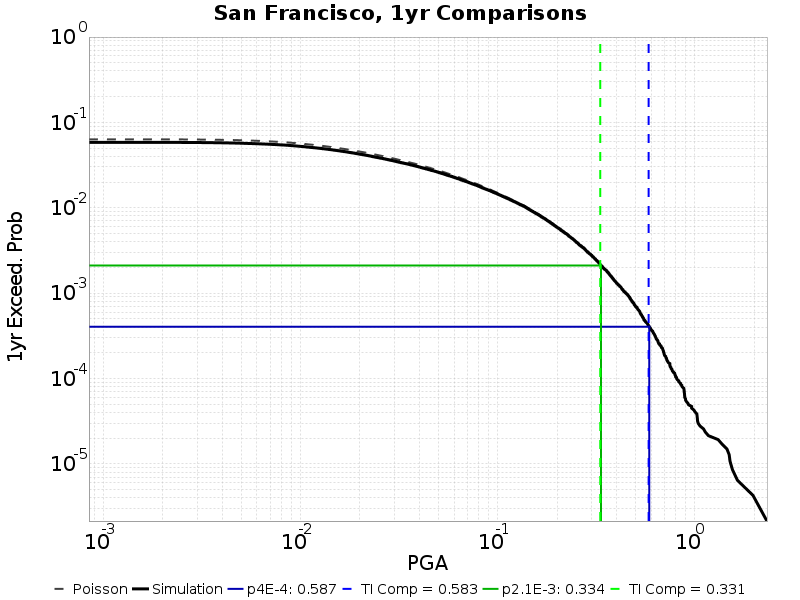 San Francisco, 1yr Comparisons
10^0
10^-1
10^-2
10^-3
10^-4
10^-5
1yr Exceed. Prob
10^-3 10^-2 10^-1 10^0
PGA
Poisson Simulation p4E-4: 0.587 TI Comp = 0.583 p2.1E-3: 0.334 TI Comp = 0.331